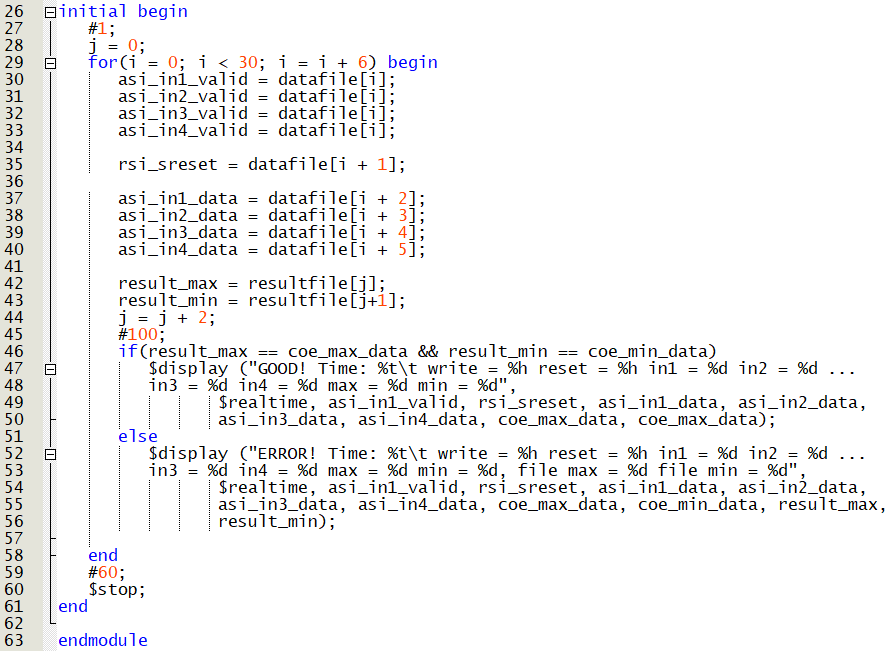 26 initial begin
27 #1;
28 j = 0;
29 for(i = 0; i < 30; i = i + 6) begin
30 asi_in1_valid = datafile[i];
31 asi_in2_valid = datafile[i];
32 asi_in3_valid = datafile[i];
33 asi_in4_valid = datafile[i];
34
35 rsi_sreset = datafile[i + 1];
36
37 asi_in1_data = datafile[i + 2];
38 asi_in2_data = datafile[i + 3];
39 asi_in3_data = datafile[i + 4];
40 asi_in4_data = datafile[i + 5];
41
42 result_max = resultfile[j];
43 result_min = resultfile[j+1];
44 j = j + 2;
45 #100;
46 if(result_max == coe_max_data && result_min == coe_min_data)
47 $display ("GOOD! Time: %t\t write = %h reset = %h in1 = %d in2 = %d ...
48 in3 = %d in4 = %d max = %d min = %d",
49 $realtime, asi_in1_valid, rsi_sreset, asi_in1_data, asi_in2_data,
50 asi_in3_data, asi_in4_data, coe_max_data, coe_max_data);
51 else
52 $display ("ERROR! Time: %t\t write = %h reset = %h in1 = %d in2 = %d ...
53 in3 = %d in4 = %d max = %d min = %d, file max = %d file min = %d",
54 $realtime, asi_in1_valid, rsi_sreset, asi_in1_data, asi_in2_data,
55 asi_in3_data, asi_in4_data, coe_max_data, coe_min_data, result_max,
56 result_min);
57
58 end
59 #60;
60 $stop;
61 end
62
63 endmodule